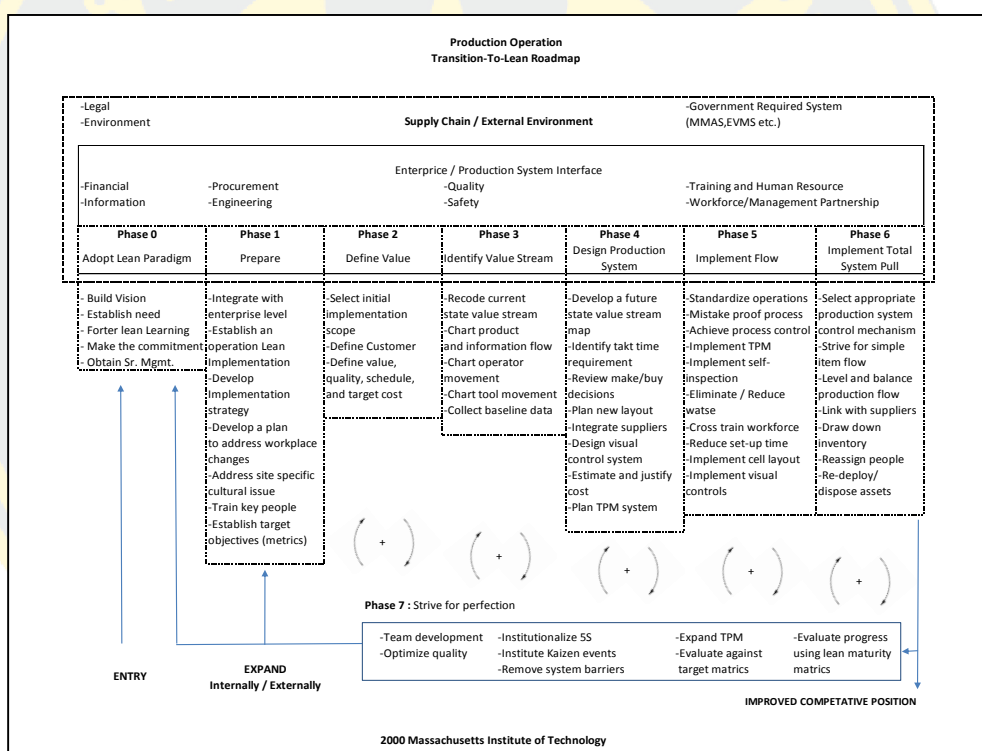 Production Operation
Transition-To-Lean Roadmap
-Legal
-Environment
Supply Chain / External Environment
-Government Required System
(MMAS,EVMS etc.)
Enterprice / Production System Interface
-Financial
-Information
-Procurement
-Engineering
-Quality
-Safety
-Training and Human Resource
-Workforce/Management Partnership
Phase 0
Adopt Lean Paradigm
- Build Vision
- Establish need
- Forter lean Learning
- Make the commitment
- Obtain Sr. Mgmt.
Phase 1
Prepare
-Integrate with
enterprise level
-Establish an
operation Lean
Implementation
-Develop
Implementation
strategy
-Develop a plan
to address workplace
changes
-Address site specific
cultural issue
-Train key people
-Establish target
objectives (metrics)
Phase 2
Define Value
-Select initial
implementation
scope
-Define Customer
-Define value,
quality, schedule,
and target cost
Phase 3
Identify Value Stream
-Recode current
state value stream
-Chart product
and information flow
-Chart operator
movement
-Chart tool movement
-Collect baseline data
Phase 4
Design Production
System
-Develop a future
state value stream
map
-Identify takt time
requirement
-Review make/buy
decisions
-Plan new layout
-Integrate suppliers
-Design visual
control system
-Estimate and justify
cost
-Plan TPM system
Phase 5
Implement Flow
-Standardize operations
-Mistake proof process
-Achieve process control
-Implement TPM
-Implement self-
inspection
-Eliminate / Reduce
watse
-Cross train workforce
-Reduce set-up time
-Implement cell layout
-Implement visual
controls
Phase 6
Implement Total
System Pull
-Select appropriate
production system
control mechanism
-Strive for simple
item flow
-Level and balance
production flow
-Link with suppliers
-Draw down
inventory
-Reassign people
-Re-deploy/
dispose assets
+
+
+
+
+
Phase 7 : Strive for perfection
-Team development
-Optimize quality
-Institutionalize 5S
-Institute Kaizen events
-Remove system barriers
-Expand TPM
-Evaluate against
target matrics
-Evaluate progress
using lean maturity
matrics
ENTRY
EXPAND
Internally / Externally
IMPROVED COMPETATIVE POSITION
2000 Massachusetts Institute of Technology